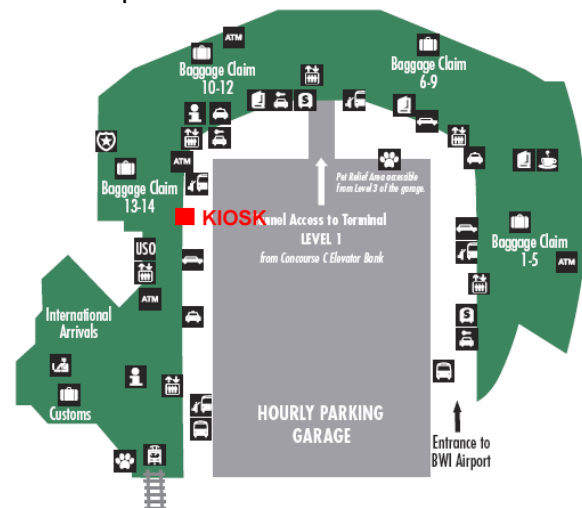 ATM
Baggage Claim
10-12
Baggage Claim
6-9
ATM
Baggage Claim
13-14
Pet Relief Area accessible
from Level 3 of the garage.
KIOSK
nnel Access to Terminal
LEVEL 1
from Concourse C Elevator Bank
Baggage Claim
1-5
ATM
USO
ATM
International
Arrivals
Customs
HOURLY PARKING
GARAGE
Entrance to
BWI Airport